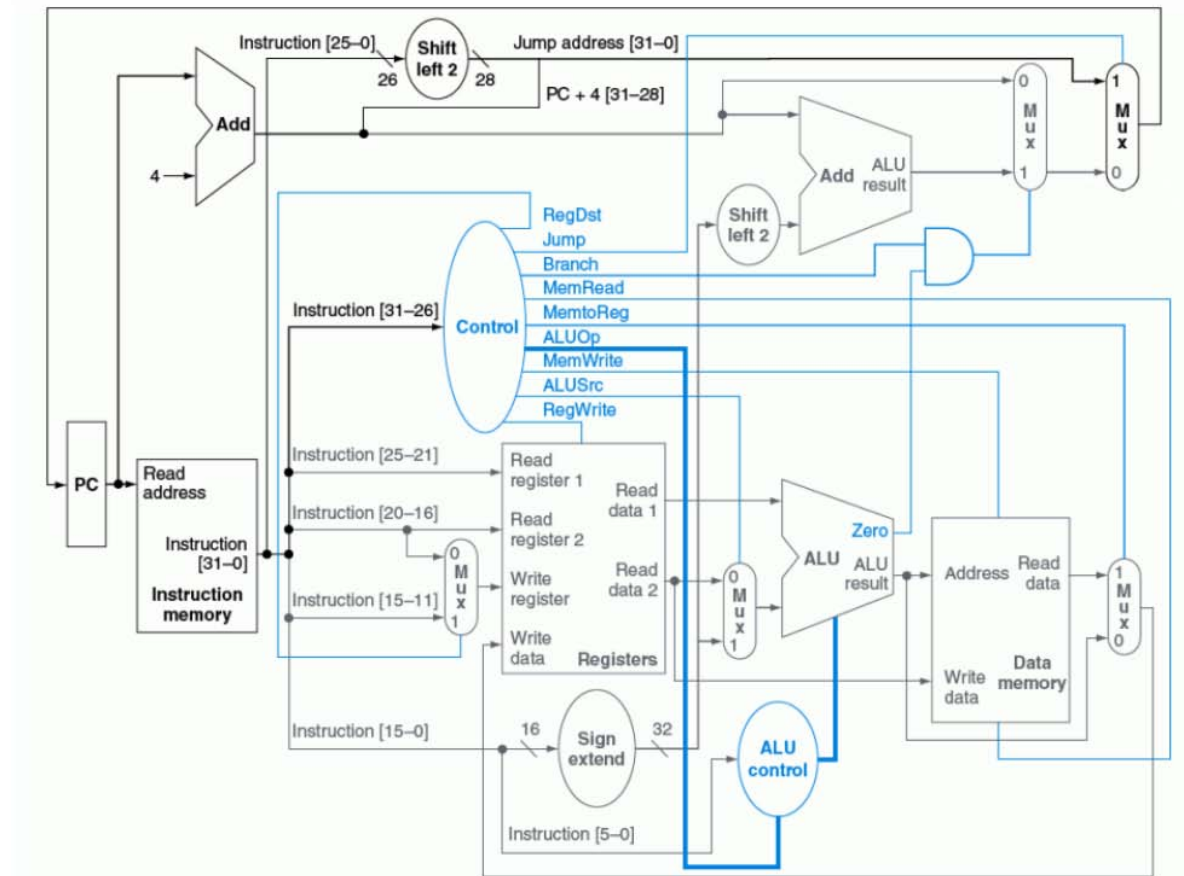 Instruction [25–0]
Shift
left 2
Jump address [31–0]
26
28
PC + 4 [31–28]
Add
4
0
M
u
x
1
1
M
u
x
0
Add
ALU
result
Shift
left 2
RegDst
Jump
Branch
MemRead
MemtoReg
ALUOp
MemWrite
ALUSrc
RegWrite
Instruction [31–26]
Control
PC
Read
address
Instruction
[31–0]
Instruction
memory
Instruction [25–21]
Instruction [20–16]
Instruction [15–11]
0
M
u
x
1
Read
register 1
Read
register 2
Write
register
Write
data
Read
data 1
Read
data 2
Registers
0
M
u
x
1
Zero
ALU
ALU
result
Address
Read
data
Write
data
Data
memory
1
M
u
x
0
Instruction [15–0]
16
Sign
extend
32
ALU
control
Instruction [5–0]